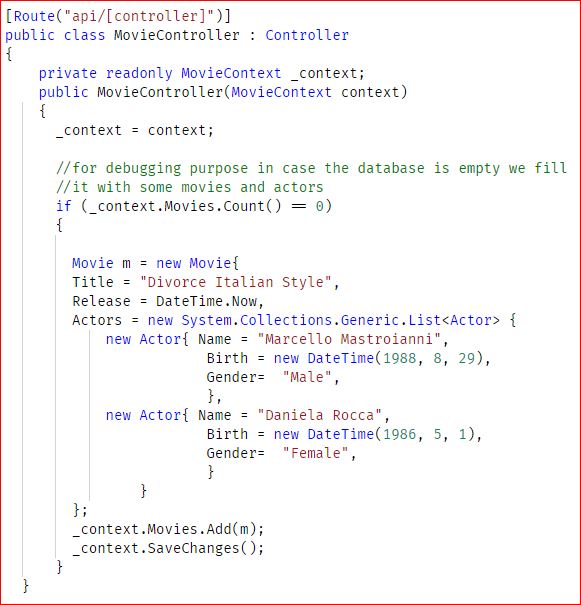 [Route("api/[controller]")]
public class MovieController : Controller
{
    private readonly MovieContext _context;
    public MovieController(MovieContext context)
    {
      _context = context;

      //for debugging purpose in case the database is empty we fill
      //it with some movies and actors
      if (_context.Movies.Count() == 0)
      {

        Movie m = new Movie{
        Title = "Divorce Italian Style",
        Release = DateTime.Now,
        Actors = new System.Collections.Generic.List<Actor> {
            new Actor{ Name = "Marcello Mastroianni",
                        Birth = new DateTime(1988, 8, 29),
                        Gender=  "Male",
                        },
            new Actor{ Name = "Daniela Rocca",
                        Birth = new DateTime(1986, 5, 1),
                        Gender=  "Female",
                        }
                }
        };
        _context.Movies.Add(m);
        _context.SaveChanges();
      }
  }